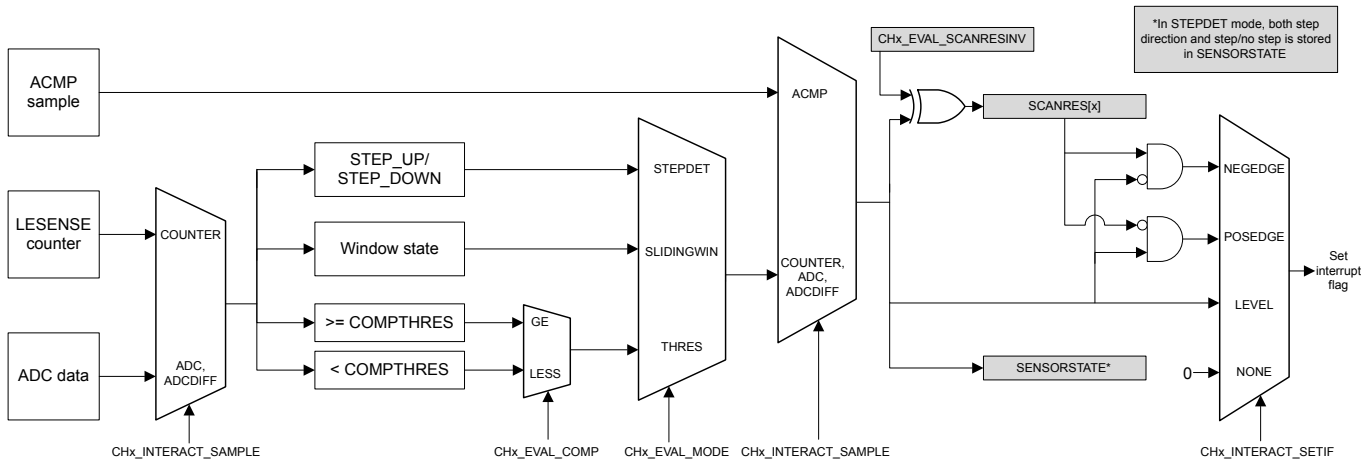 *In STEPDET mode, both step
direction and step/no step is stored
in SENSORSTATE
CHx_EVAL_SCANRESINV
ACMP
sample
ACMP
SCANRES[x]
STEP_UP/
STEP_DOWN
STEPDET
NEGEDGE
LESENSE
counter
COUNTER
Window state
SLIDINGWIN
COUNTER,
ADC,
ADCDIFF
POSEDGE
Set
interrupt
flag
>= COMPTHRES
GE
LEVEL
ADC data
ADC,
ADCDIFF
< COMPTHRES
LESS
THRES
SENSORSTATE*
0
NONE
CHx_INTERACT_SAMPLE
CHx_EVAL_COMP
CHx_EVAL_MODE
CHx_INTERACT_SAMPLE
CHx_INTERACT_SETIF